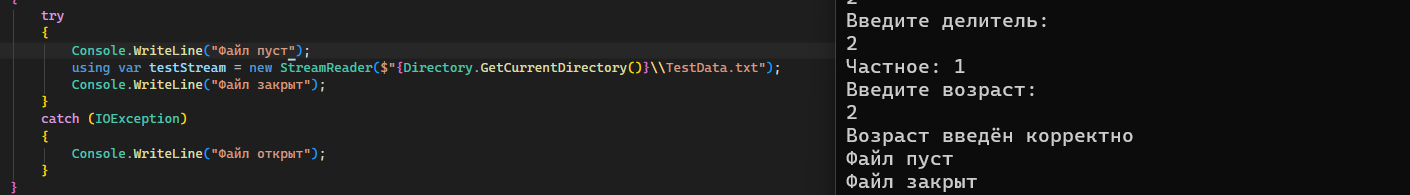 {
try
{
Console.WriteLine("Файл пуст");
using var testStream = new StreamReader($"{Directory.GetCurrentDirectory()}\\TestData.txt");
Console.WriteLine("Файл закрыт");
}
catch (IOException)
{
Console.WriteLine("Файл открыт");
}
}
2
Введите делитель:
2
Частное: 1
Введите возраст:
2
Возраст введён корректно
Файл пуст
Файл закрыт